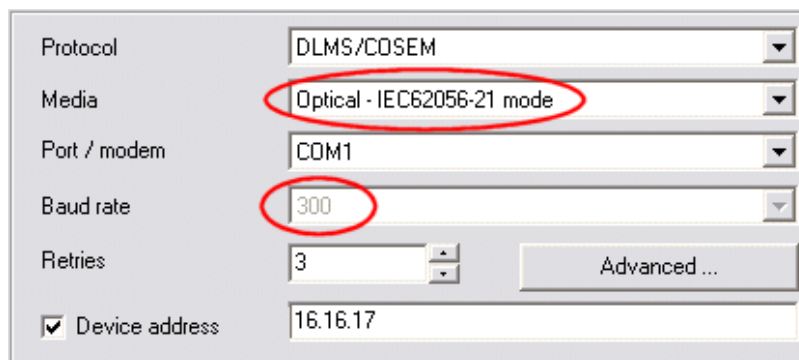 Protocol DLMS/COSEM
Media Optical - IEC62056-21 mode
Port / modem COM1
Baud rate 300
Retries 3 Advanced ...
Device address 16.16.17